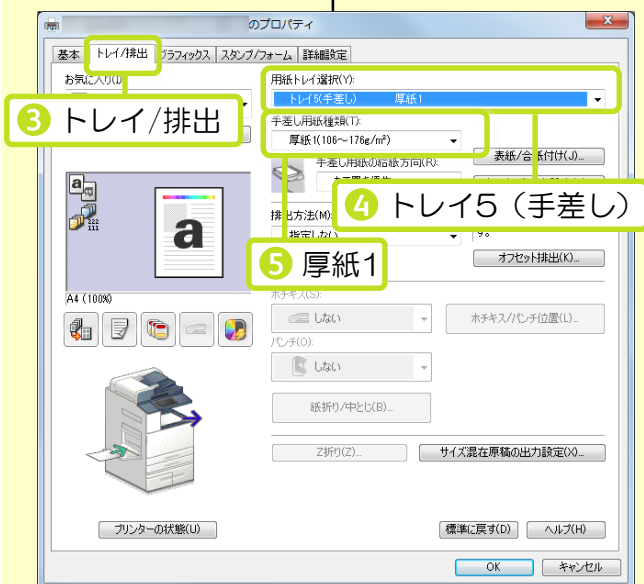 のプロパティ
基本 トレイ/排出 グラフィックス スタンプ/フォーム 詳細設定
お気に入り(
用紙トレイ選択(Y):
トレイ5(手差し) 厚紙1
3 トレイ/排出
手差し用紙種類(T):
厚紙1(106～176g/m²)
手差し用紙の給紙方向(R):
表紙/合紙付け(J)...
4 トレイ5（手差し）
排出方法(M):
指定しない
5 厚紙1
オフセット排出(K)...
a
222
111
a
A4 (100%)
ホチキス(S):
しない
ホチキス/パンチ位置(L)...
パンチ(O):
しない
紙折り/中とじ(B)...
Z折り(Z)...
サイズ混在原稿の出力設定(X)...
プリンターの状態(U)
標準に戻す(D)
ヘルプ(H)
OK
キャンセル